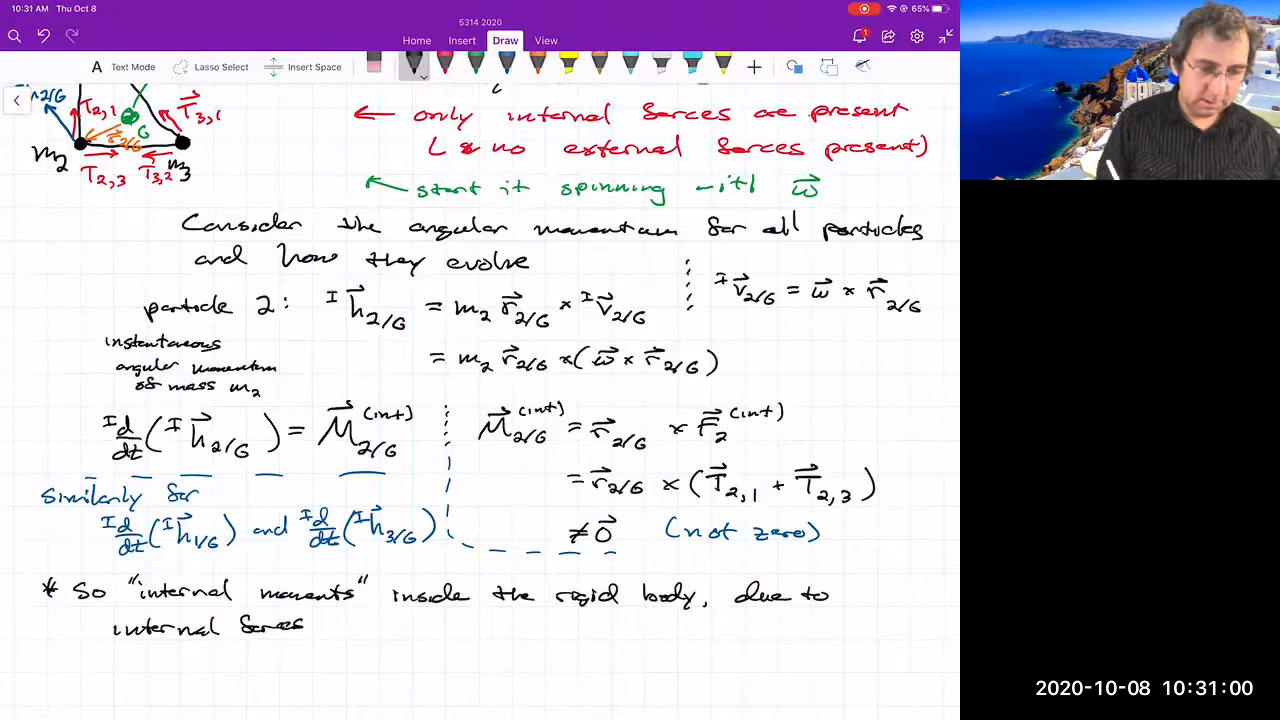 10:31 AM Thu Oct 8
65%
5314 2020
Home Insert Draw View
1
A Text Mode Lasso Select Insert Space
T⃗3,1
T2,1
G
r⃗2/G
m2
m3
T2,3
T⃗3,2
← only internal forces are present
(& no external forces present)
← start it spinning with ω⃗
Consider the angular momentum for all particles
and how they evolve
particle 2: ᴵh⃗2/G = m2 r⃗2/G × ᴵv⃗2/G
ᴵv⃗2/G = ω⃗ × r⃗2/G
instantaneous
angular momentum
of mass m2
= m2 r⃗2/G × (ω⃗ × r⃗2/G)
ᴵd/dt(ᴵh⃗2/G) = M⃗2/G(int)
M⃗2/G(int) = r⃗2/G × F⃗2(int)
= r⃗2/G × (T⃗2,1 + T⃗2,3)
≠ 0⃗ (not zero)
Similarly for
ᴵd/dt(ᴵh⃗1/G) and ᴵd/dt(ᴵh⃗3/G)
* So "internal moments" inside the rigid body, due to
internal forces
2020-10-08 10:31:00